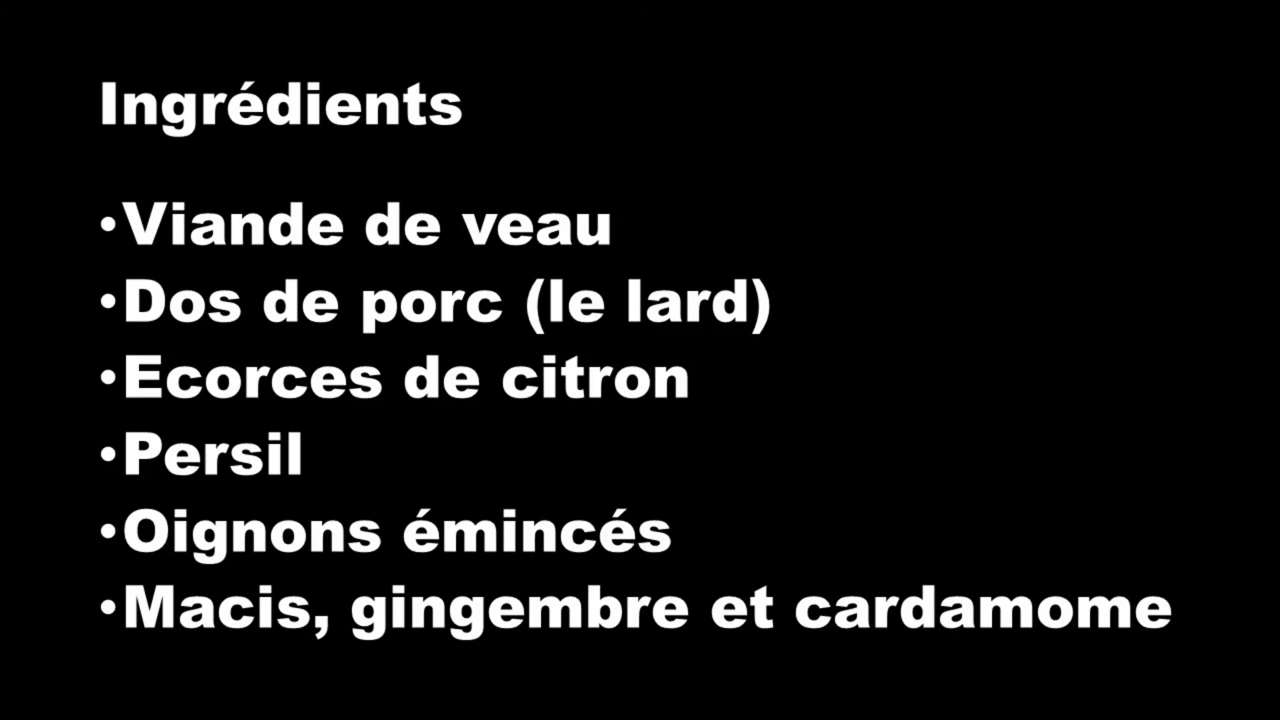 Ingrédients
•Viande de veau
•Dos de porc (le lard)
•Ecorces de citron
•Persil
•Oignons émincés
•Macis, gingembre et cardamome